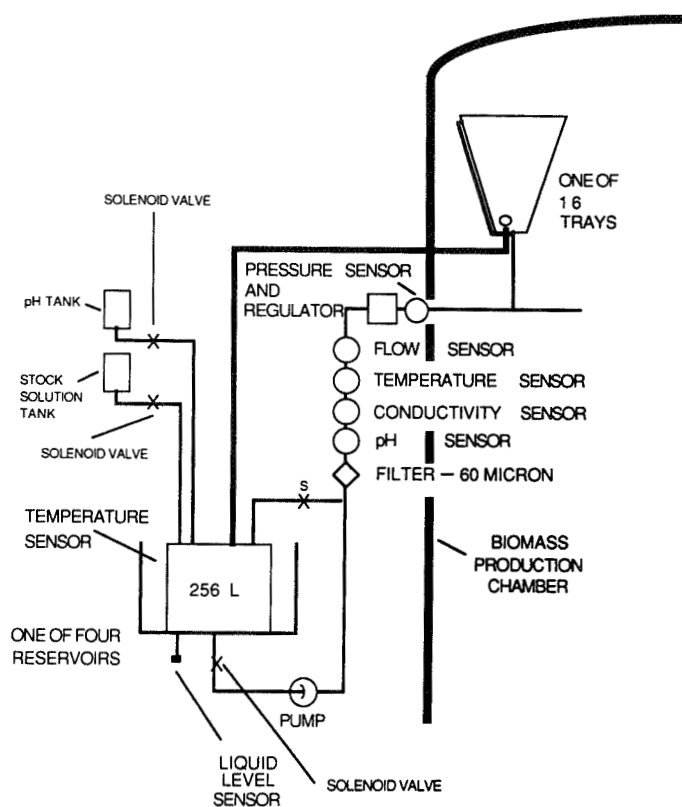 SOLENOID VALVE
pH TANK
STOCK
SOLUTION
TANK
SOLENOID VALVE
ONE OF
16
TRAYS
PRESSURE SENSOR
AND
REGULATOR
FLOW SENSOR
TEMPERATURE SENSOR
CONDUCTIVITY SENSOR
pH SENSOR
FILTER – 60 MICRON
S
TEMPERATURE
SENSOR
256 L
BIOMASS
PRODUCTION
CHAMBER
ONE OF FOUR
RESERVOIRS
PUMP
LIQUID
LEVEL
SENSOR
SOLENOID VALVE